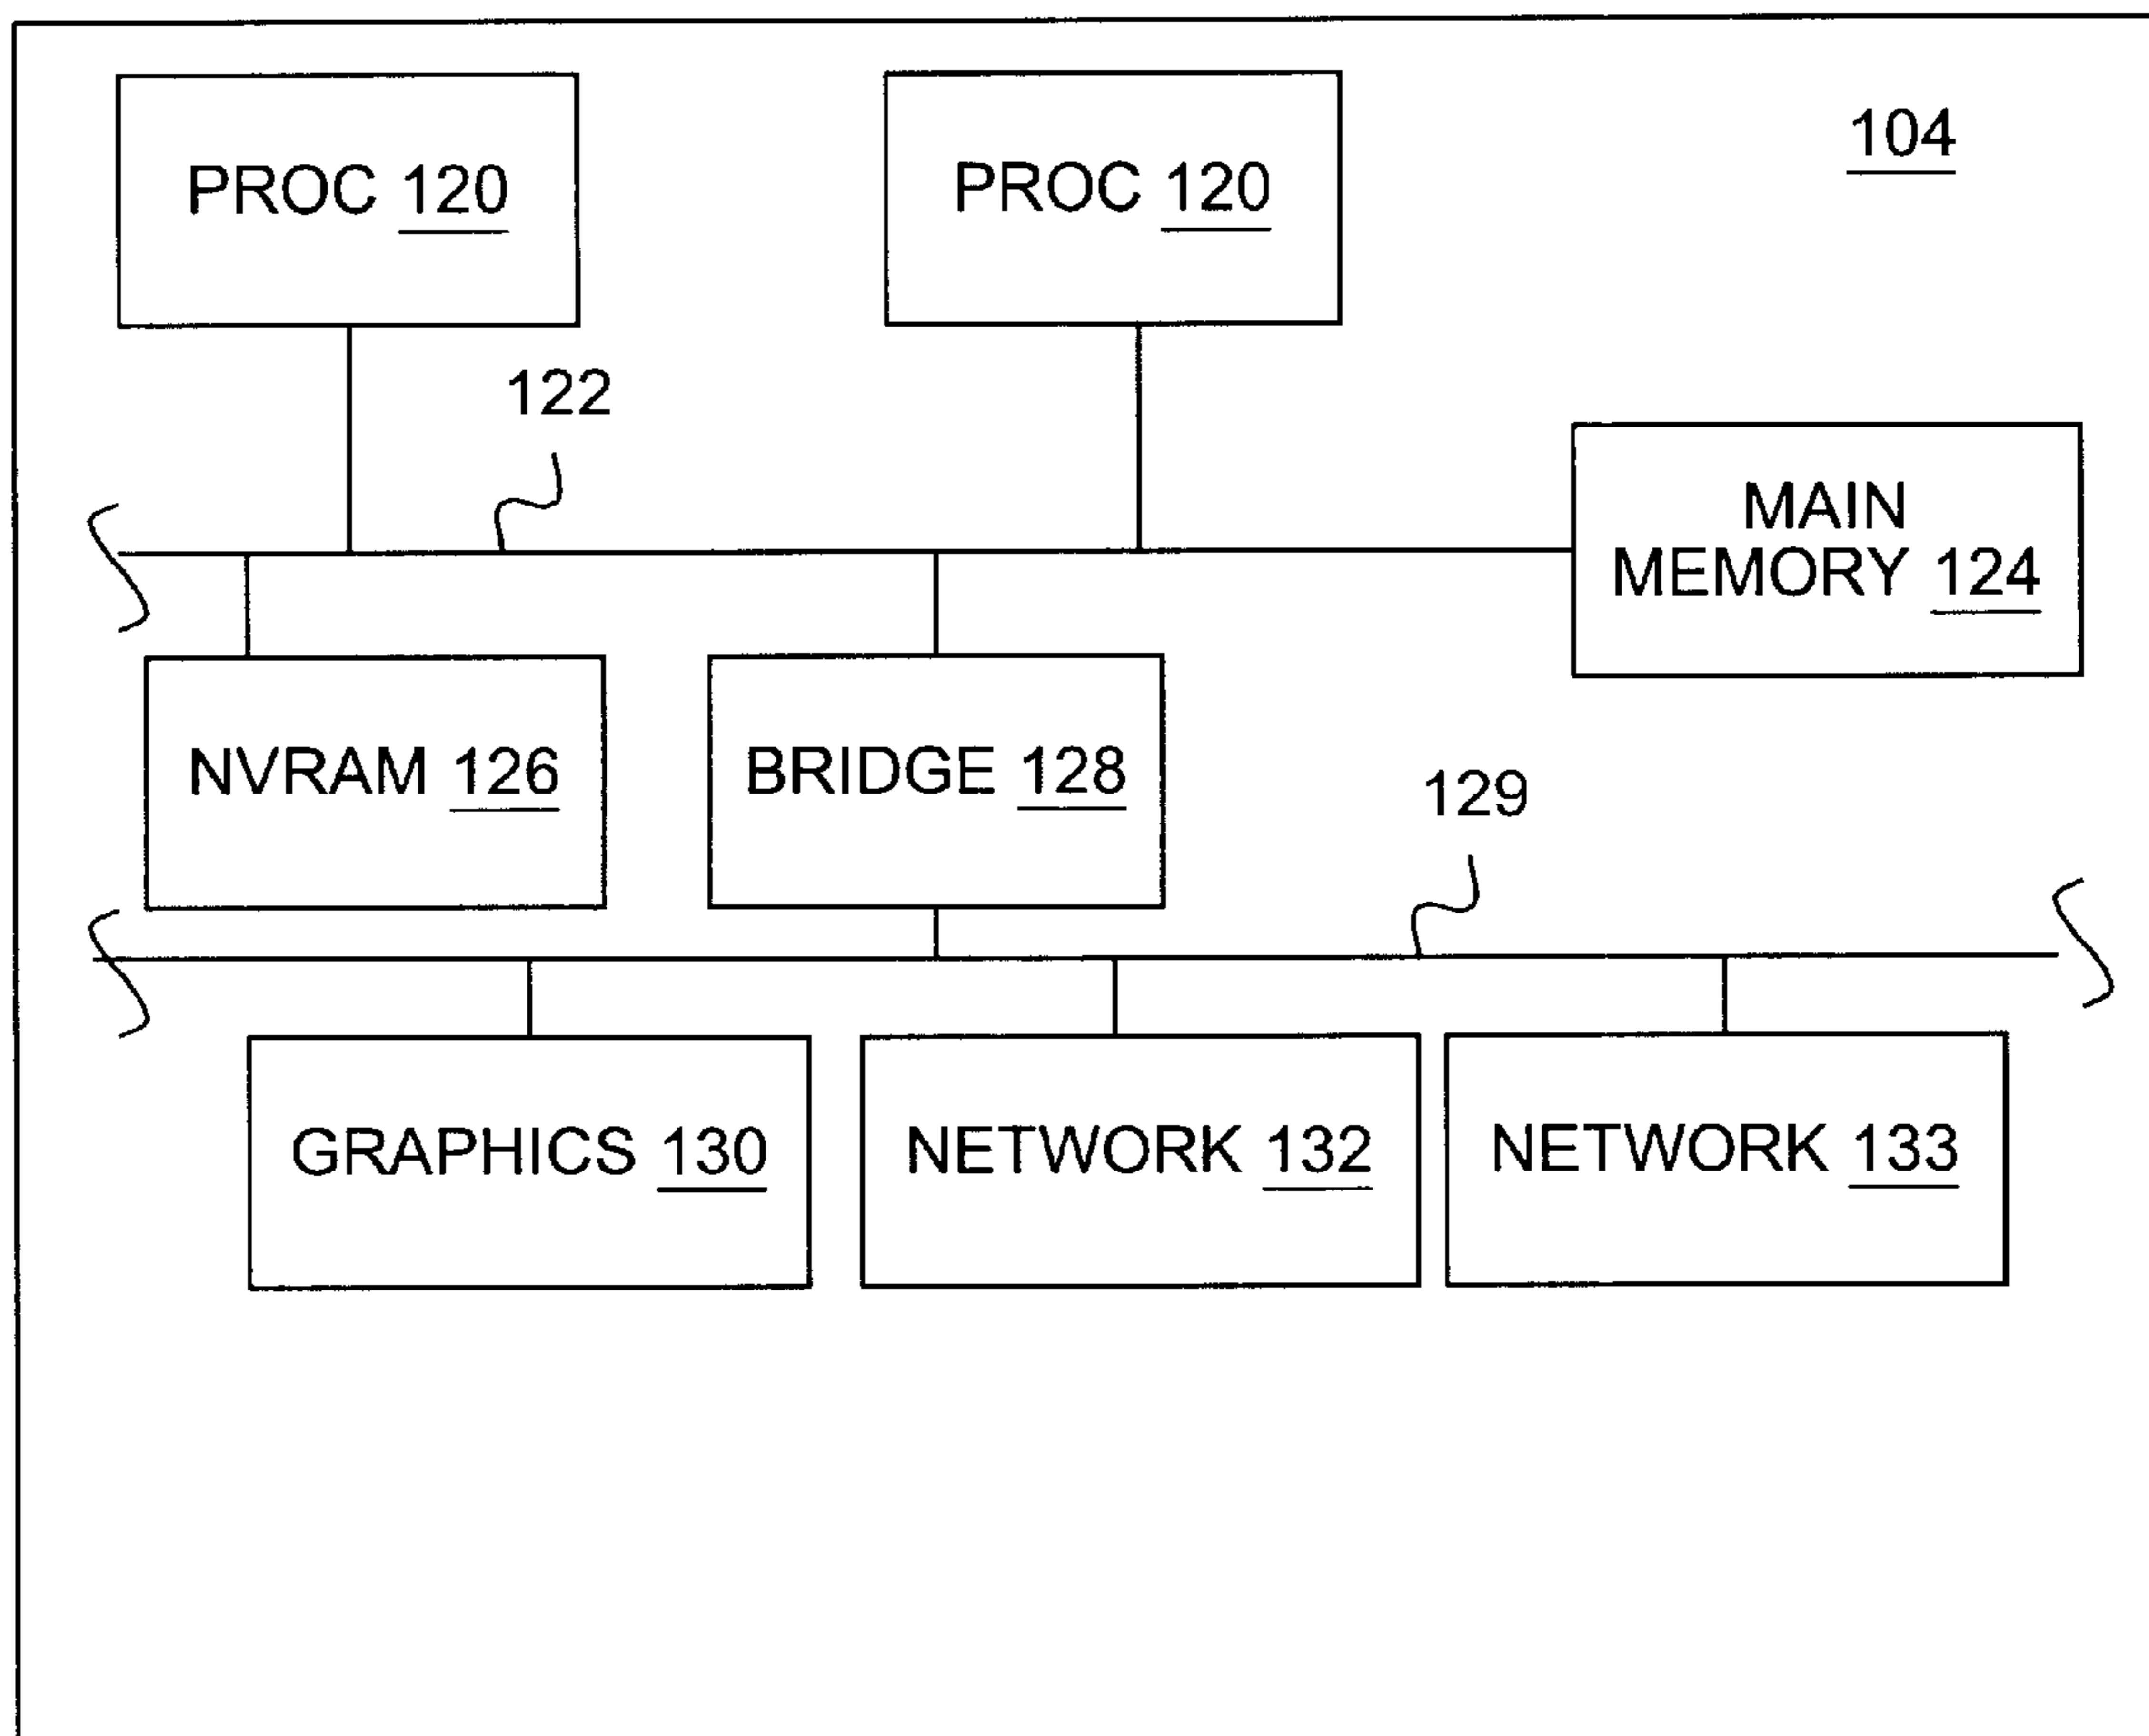 PROC 120
PROC 120
104
122
MAIN
MEMORY 124
NVRAM 126
BRIDGE 128
129
GRAPHICS 130
NETWORK 132
NETWORK 133